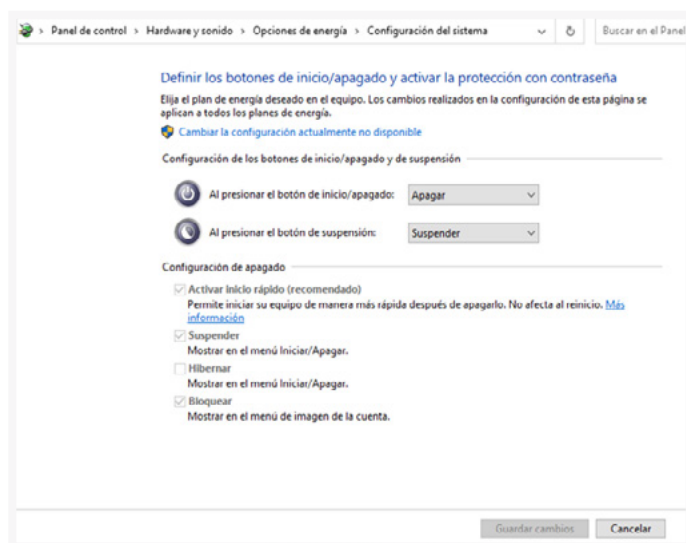 > Panel de control > Hardware y sonido > Opciones de energía > Configuración del sistema
Buscar en el Panel
Definir los botones de inicio/apagado y activar la protección con contraseña
Elija el plan de energía deseado en el equipo. Los cambios realizados en la configuración de esta página se
aplican a todos los planes de energía.
Cambiar la configuración actualmente no disponible
Configuración de los botones de inicio/apagado y de suspensión
Al presionar el botón de inicio/apagado: Apagar
Al presionar el botón de suspensión: Suspender
Configuración de apagado
Activar Inicio rápido (recomendado)
Permite iniciar su equipo de manera más rápida después de apagarlo. No afecta al reinicio. Más
información
Suspender
Mostrar en el menú Iniciar/Apagar.
Hibernar
Mostrar en el menú Iniciar/Apagar.
Bloquear
Mostrar en el menú de imagen de la cuenta.
Guardar cambios Cancelar